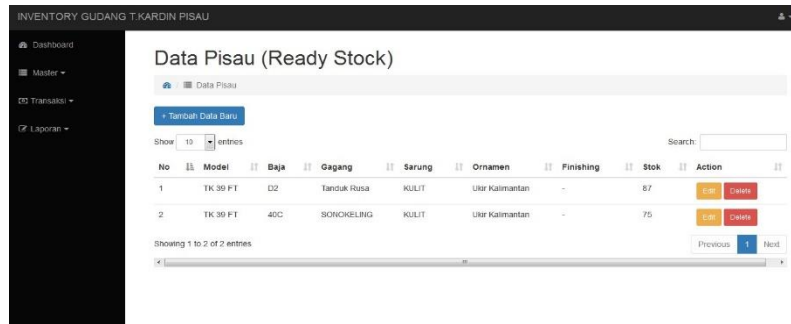 INVENTORY GUDANG T.KARDIN PISAU
Dashboard
Master
Transaksi
Laporan
Data Pisau (Ready Stock)
/ Data Pisau
+ Tambah Data Baru
Show 10 entries
Search:
No Model Baja Gagang Sarung Ornamen Finishing Stok Action
1 TK 39 FT D2 Tanduk Rusa KULIT Ukir Kalimantan - 87 Edit Delete
2 TK 39 FT 40C SONOKELING KULIT Ukir Kalimantan - 75 Edit Delete
Showing 1 to 2 of 2 entries
Previous 1 Next